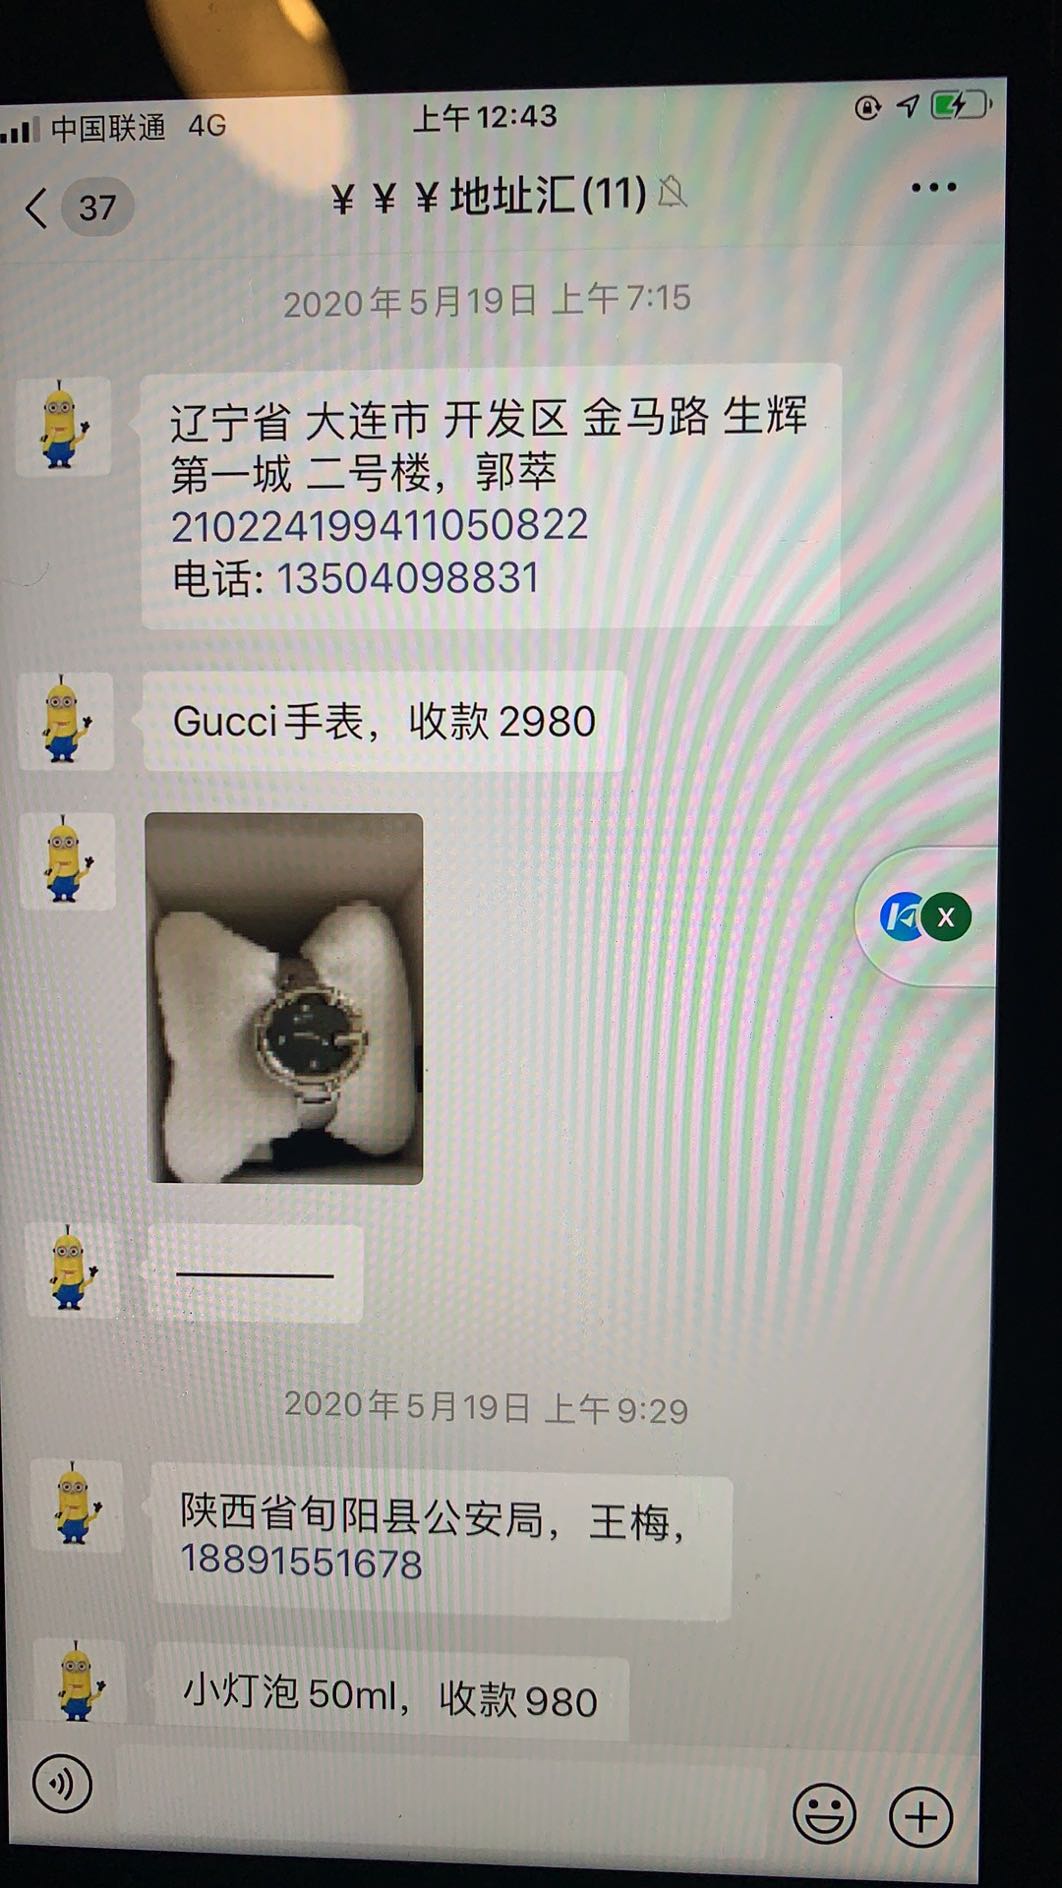 中国联通 4G 上午12:43
37 ¥ ¥ ¥地址汇(11)
2020年5月19日 上午7:15
辽宁省 大连市 开发区 金马路 生辉
第一城 二号楼，郭萃
210224199411050822
电话: 13504098831
Gucci手表，收款2980
X
2020年5月19日 上午9:29
陕西省旬阳县公安局，王梅，
18891551678
小灯泡50ml，收款980